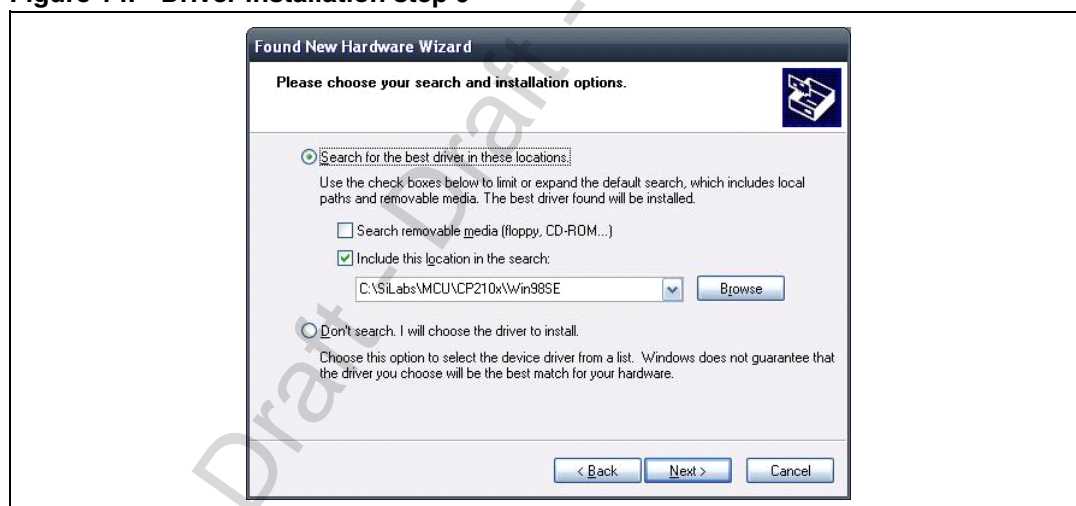 Driver installation step
Found New Hardware Wizard
Please choose your search and installation options.
Search for the best driver in these locations.
Use the check boxes below to limit or expand the default search, which includes local
paths and removable media. The best driver found will be installed.
Search removable media (floppy, CD-ROM...)
Include this location in the search:
C:\SiLabs\MCU\CP210x\Win98SE
Browse
Don't search. I will choose the driver to install.
Choose this option to select the device driver from a list. Windows does not guarantee that
the driver you choose will be the best match for your hardware.
< Back
Next >
Cancel
Draft - Draft -